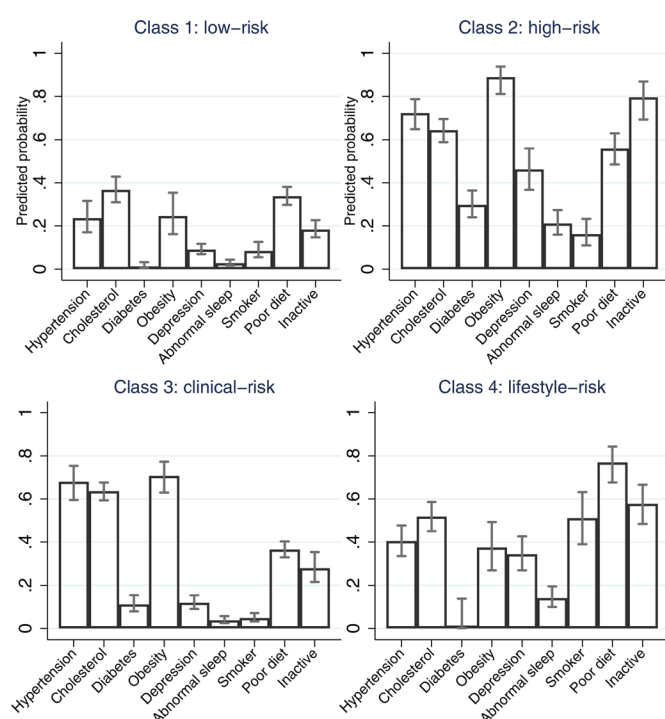 Class 1: low−risk
Predicted probability
1
.8
.6
.4
.2
0
Hypertension
Cholesterol
Diabetes
Obesity
Depression
Abnormal sleep
Smoker
Poor diet
Inactive
Class 2: high−risk
Predicted probability
1
.8
.6
.4
.2
0
Hypertension
Cholesterol
Diabetes
Obesity
Depression
Abnormal sleep
Smoker
Poor diet
Inactive
Class 3: clinical−risk
1
.8
.6
.4
.2
0
Hypertension
Cholesterol
Diabetes
Obesity
Depression
Abnormal sleep
Smoker
Poor diet
Inactive
Class 4: lifestyle−risk
1
.8
.6
.4
.2
0
Hypertension
Cholesterol
Diabetes
Obesity
Depression
Abnormal sleep
Smoker
Poor diet
Inactive